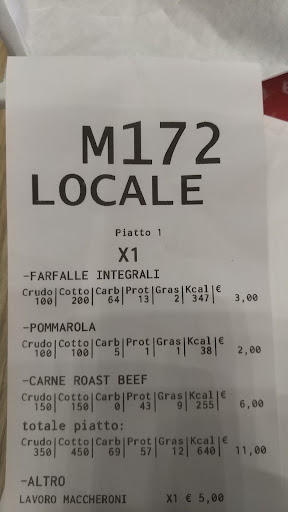 M172
LOCALE
Piatto 1
X1
-FARFALLE INTEGRALI
Crudo|Cotto|Carb|Prot|Gras|Kcal|€
100| 200| 64| 13| 2| 347| 3,00
-POMMAROLA
Crudo|Cotto|Carb|Prot|Gras|Kcal|€
100| 100| 5| 1| 1| 38| 2,00
-CARNE ROAST BEEF
Crudo|Cotto|Carb|Prot|Gras|Kcal|€
150| 150| 0| 43| 9| 255| 6,00
totale piatto:
Crudo|Cotto|Carb|Prot|Gras|Kcal|€
350| 450| 69| 57| 12| 640| 11,00
-ALTRO
LAVORO MACCHERONI X1 € 5,00